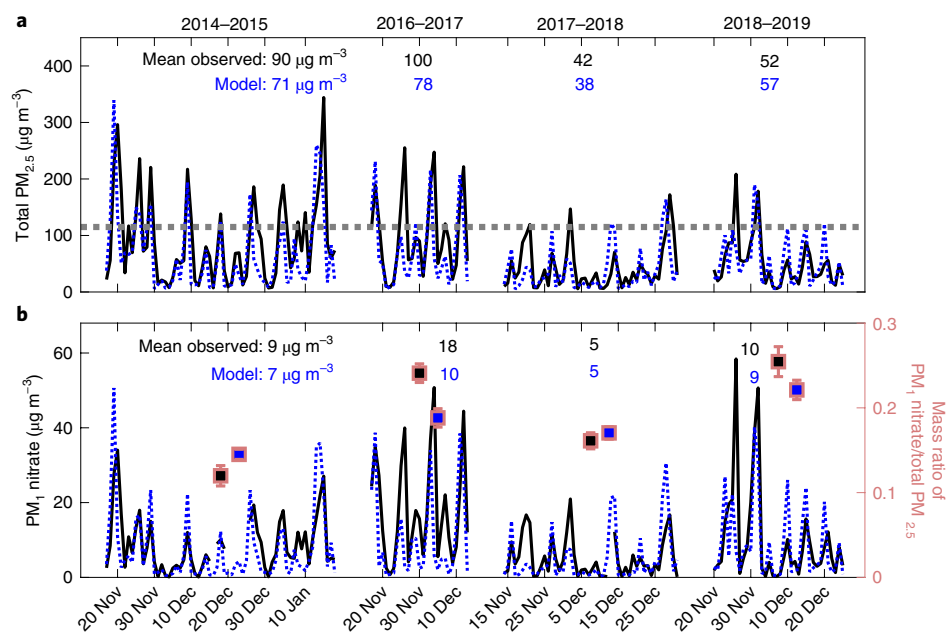 a
2014–2015 2016–2017 2017–2018 2018–2019
Mean observed: 90 μg m−3 100 42 52
Model: 71 μg m−3 78 38 57
400
300
200
100
0
Total PM2.5 (μg m−3)
b
Mean observed: 9 μg m−3 18 5 10
Model: 7 μg m−3 10 5 9
60
40
20
0
PM1 nitrate (μg m−3)
0.3
0.2
0.1
0
Mass ratio of
PM1 nitrate/total PM 2.5
20 Nov 30 Nov 10 Dec 20 Dec 30 Dec 10 Jan 20 Nov 30 Nov 10 Dec 15 Nov 25 Nov 5 Dec 15 Dec 25 Dec 20 Nov 30 Nov 10 Dec 20 Dec